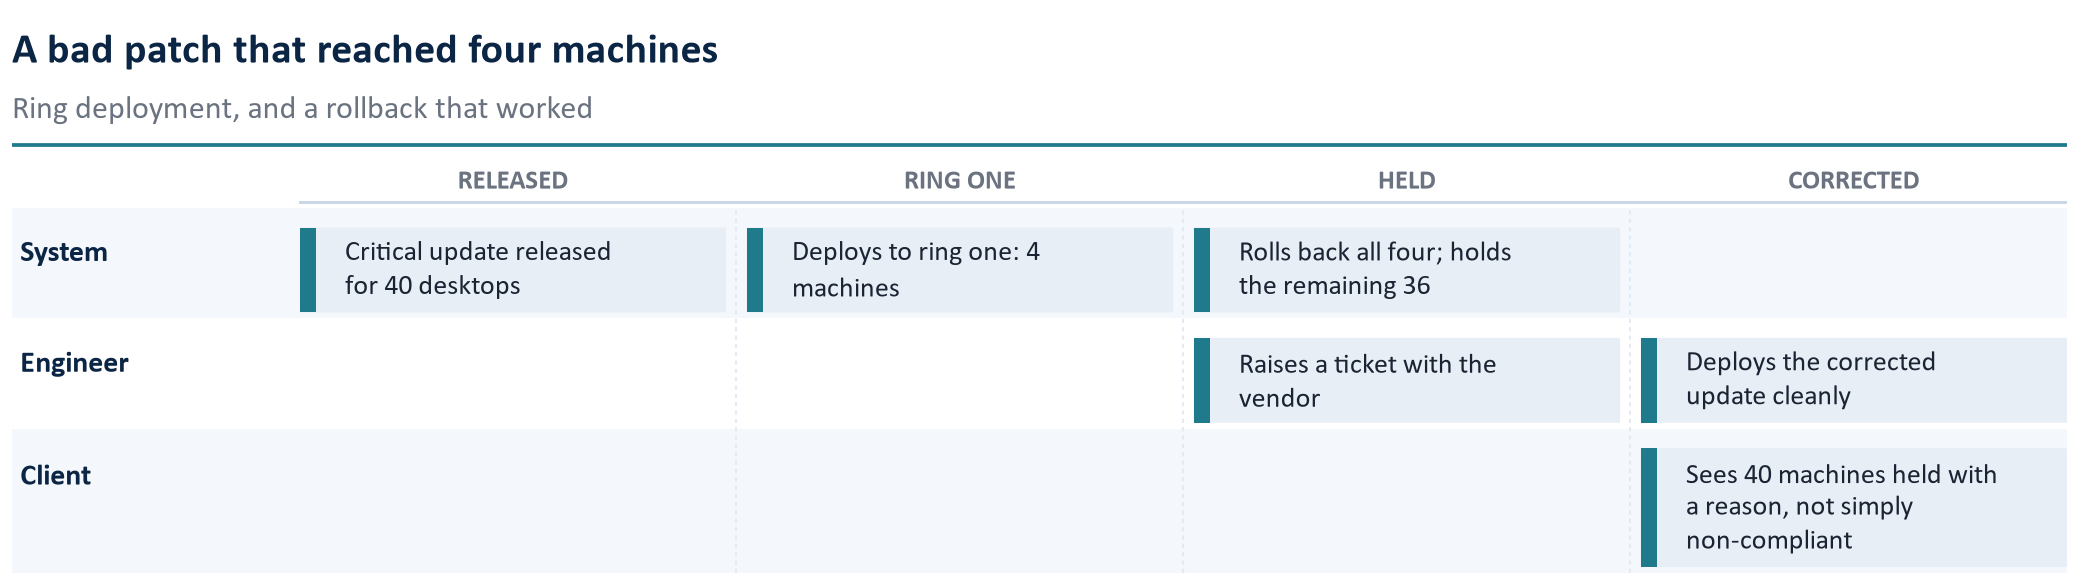 A bad patch that reached four machines
Ring deployment, and a rollback that worked
RELEASED
RING ONE
HELD
CORRECTED
System
Critical update released
for 40 desktops
Deploys to ring one: 4
machines
Rolls back all four; holds
the remaining 36
Engineer
Raises a ticket with the
vendor
Deploys the corrected
update cleanly
Client
Sees 40 machines held with
a reason, not simply
non-compliant